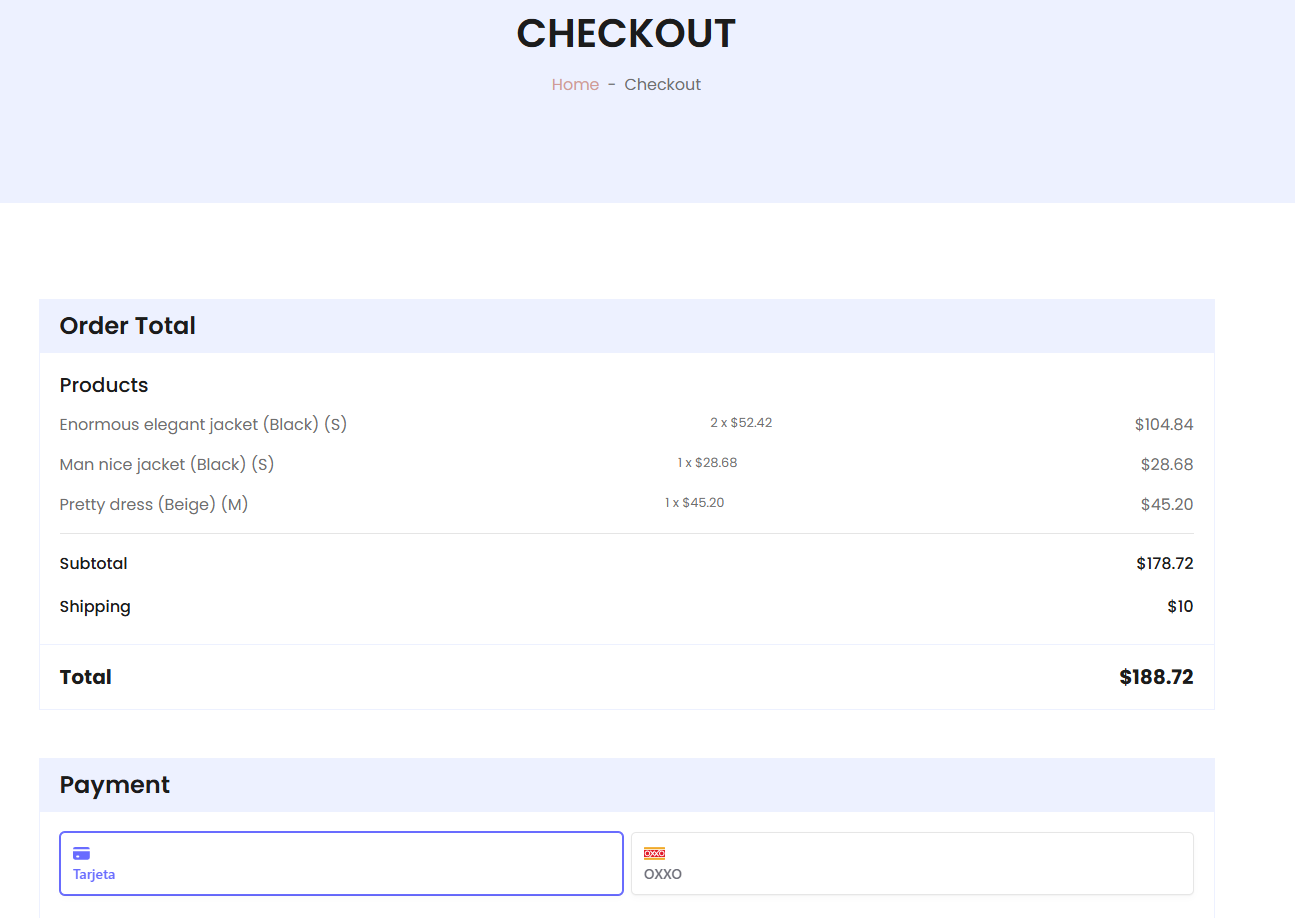 CHECKOUT
Home - Checkout
Order Total
Products
Enormous elegant jacket (Black) (S) 2 x $52.42 $104.84
Man nice jacket (Black) (S) 1 x $28.68 $28.68
Pretty dress (Beige) (M) 1 x $45.20 $45.20
Subtotal $178.72
Shipping $10
Total $188.72
Payment
OXXO
Tarjeta OXXO